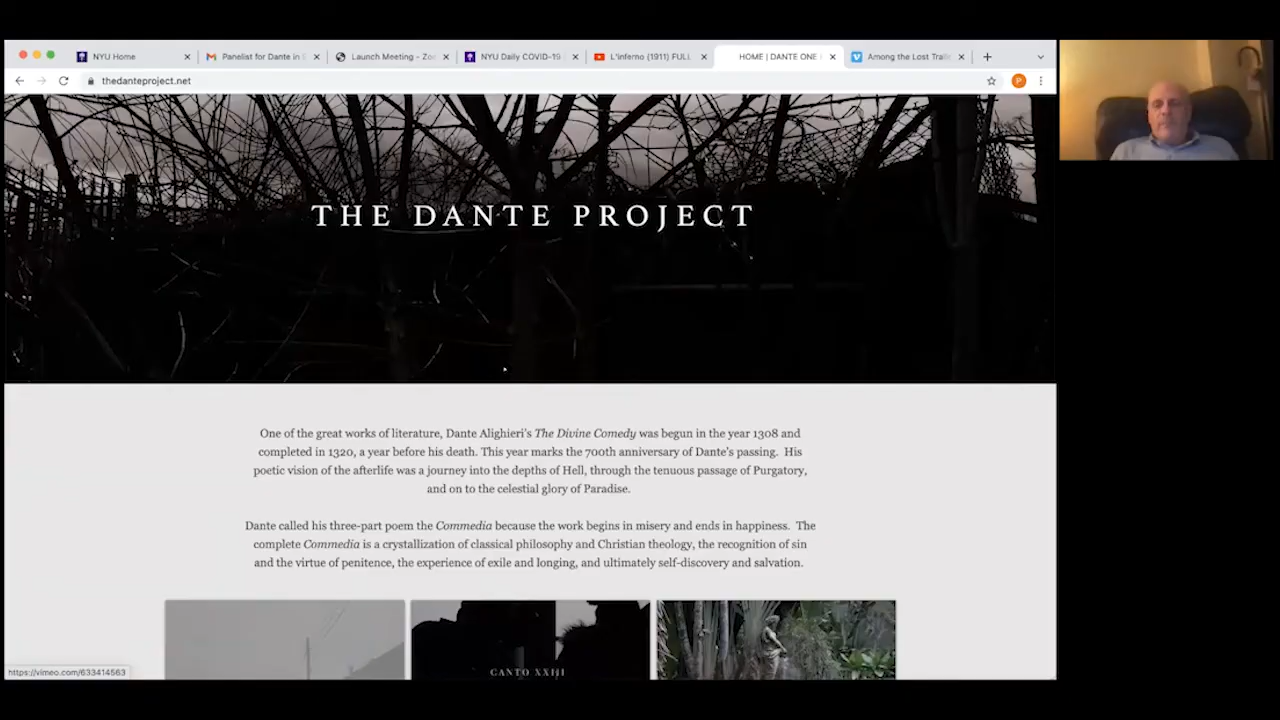 NYU Home
Panelist for Dante in
Launch Meeting - Zo
NYU Daily COVID-19
L'inferno (1911) FULL
HOME | DANTE ONE
Among the Lost Traile
thedanteproject.net
P
THE DANTE PROJECT
One of the great works of literature, Dante Alighieri's The Divine Comedy was begun in the year 1308 and
completed in 1320, a year before his death. This year marks the 700th anniversary of Dante's passing. His
poetic vision of the afterlife was a journey into the depths of Hell, through the tenuous passage of Purgatory,
and on to the celestial glory of Paradise.
Dante called his three-part poem the Commedia because the work begins in misery and ends in happiness. The
complete Commedia is a crystallization of classical philosophy and Christian theology, the recognition of sin
and the virtue of penitence, the experience of exile and longing, and ultimately self-discovery and salvation.
CANTO XXIII
https://vimeo.com/633414563